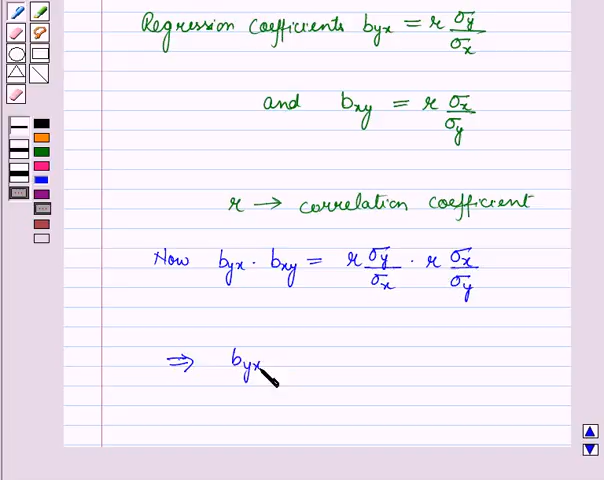 Regression coefficients byx = r σy/σx
and bxy = r σx/σy
r → correlation coefficient
Now byx · bxy = r σy/σx · r σx/σy
⇒ byx